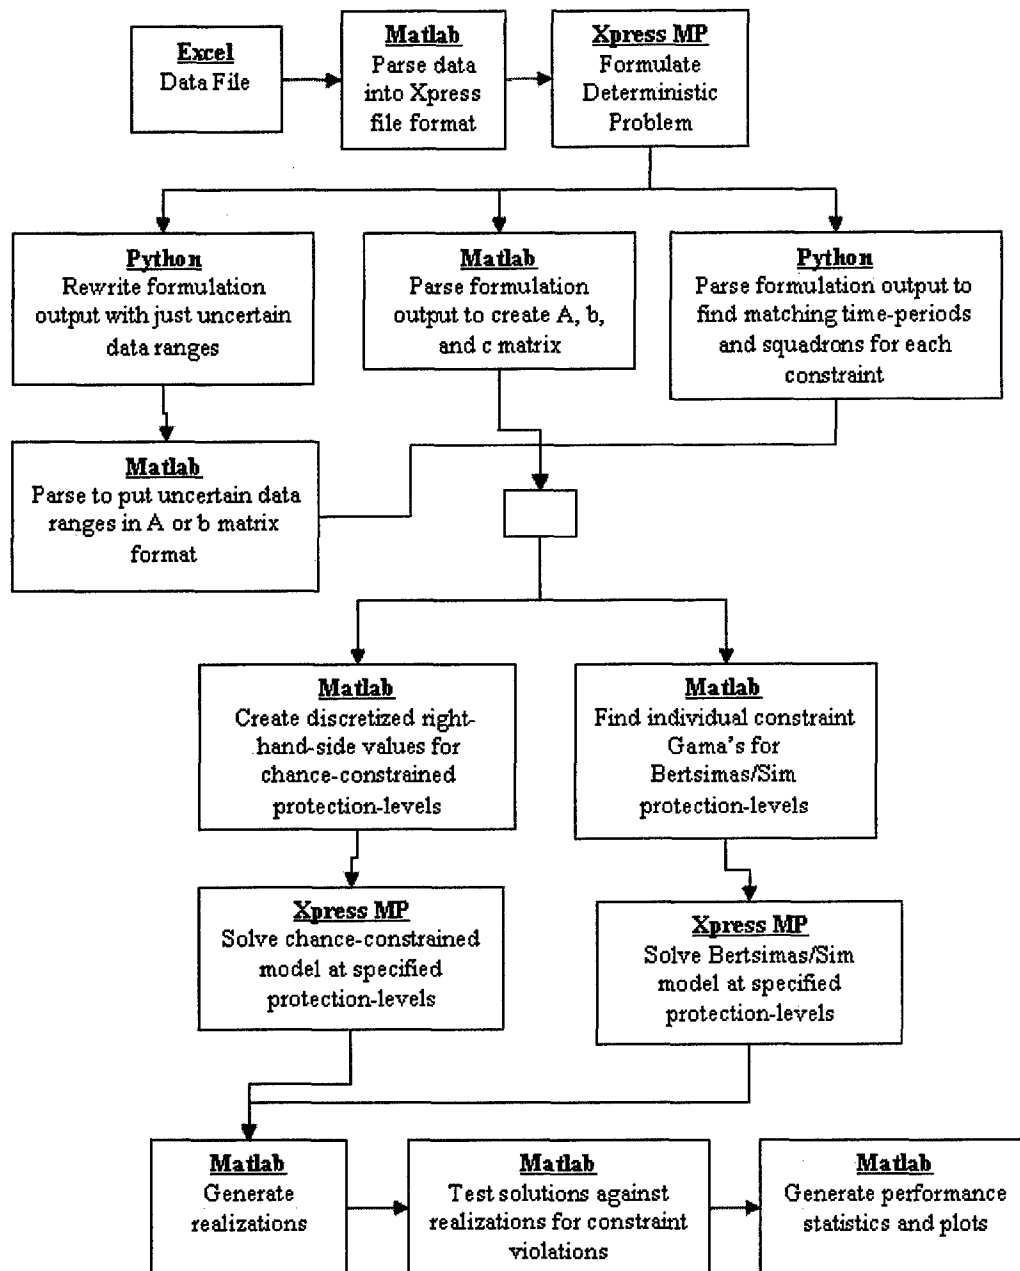 Excel
Data File
Matlab
Parse data
into Xpress
file format
Xpress MP
Formulate
Deterministic
Problem
Python
Rewrite formulation
output with just uncertain
data ranges
Matlab
Parse formulation
output to create A, b,
and c matrix
Python
Parse formulation output to
find matching time-periods
and squadrons for each
constraint
Matlab
Parse to put uncertain data
ranges in A or b matrix
format
Matlab
Create discretized right-
hand-side values for
chance-constrained
protection-levels
Matlab
Find individual constraint
Gama's for
Bertsimas/Sim
protection-levels
Xpress MP
Solve chance-constrained
model at specified
protection-levels
Xpress MP
Solve Bertsimas/Sim
model at specified
protection-levels
Matlab
Generate
realizations
Matlab
Test solutions against
realizations for constraint
violations
Matlab
Generate performance
statistics and plots